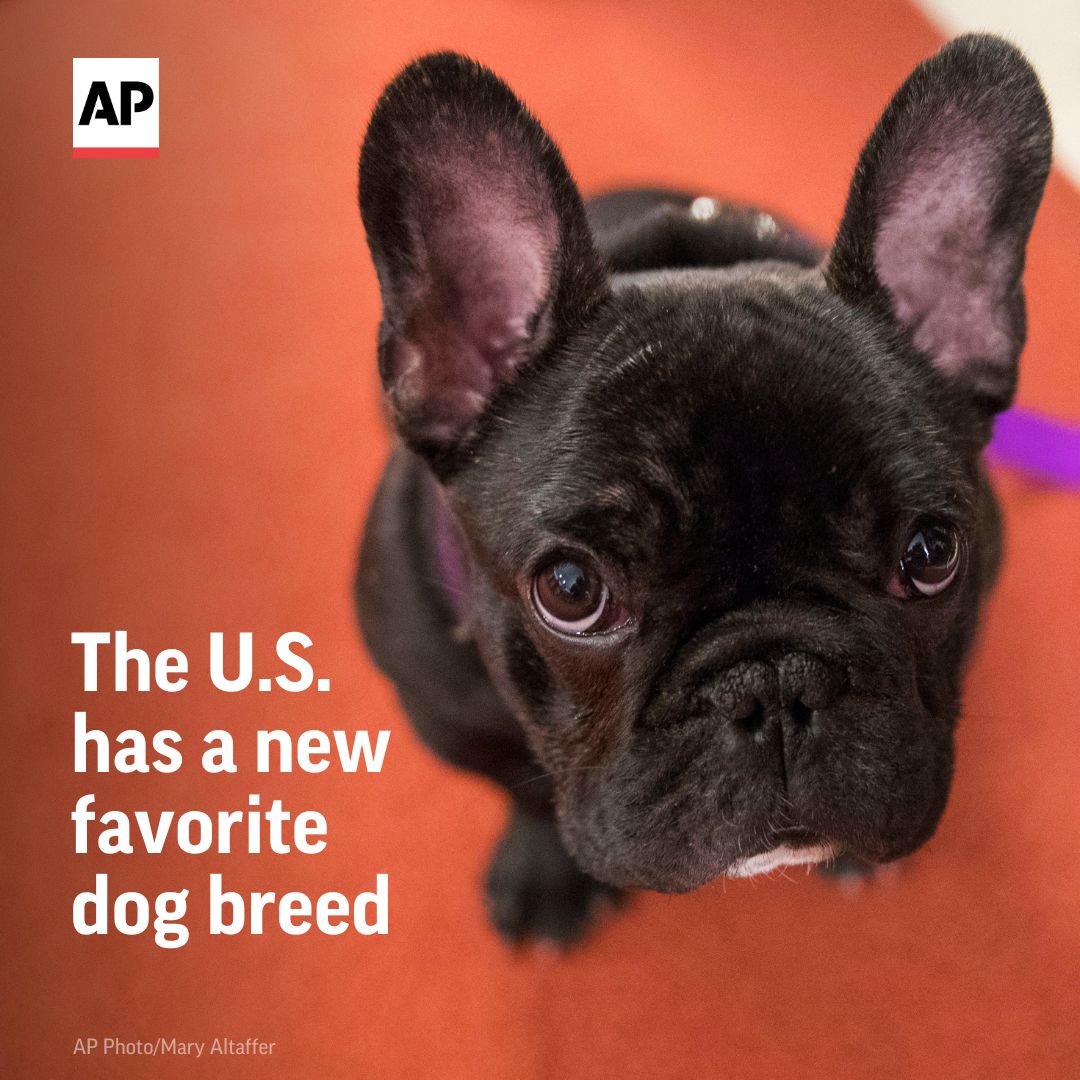 AP
The U.S.
has a new
favorite
dog breed
AP Photo/Mary Altaffer